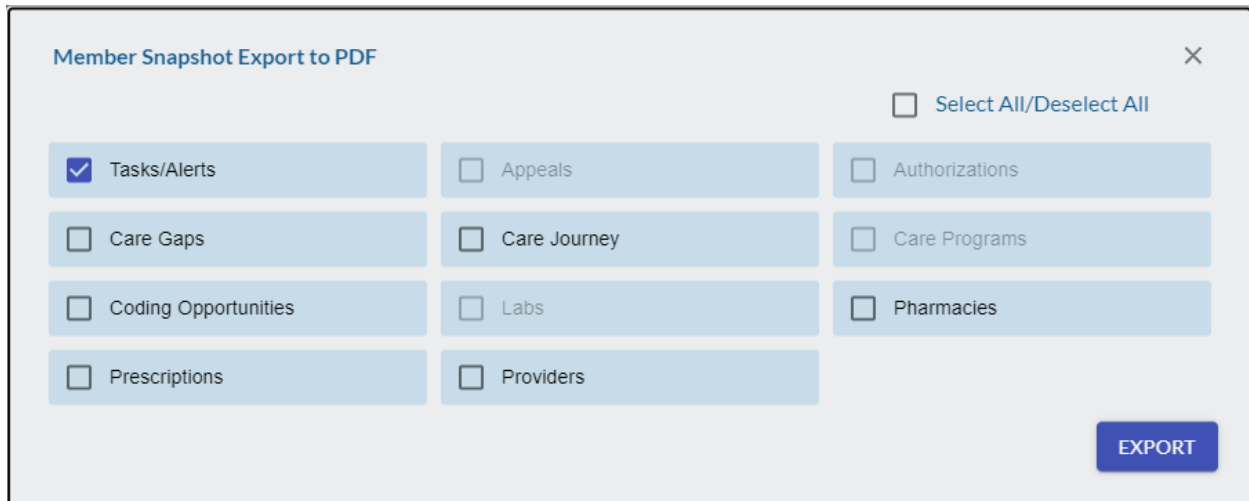 Member Snapshot Export to PDF
Select All/Deselect All
Tasks/Alerts
Appeals
Authorizations
Care Gaps
Care Journey
Care Programs
Coding Opportunities
Labs
Pharmacies
Prescriptions
Providers
EXPORT